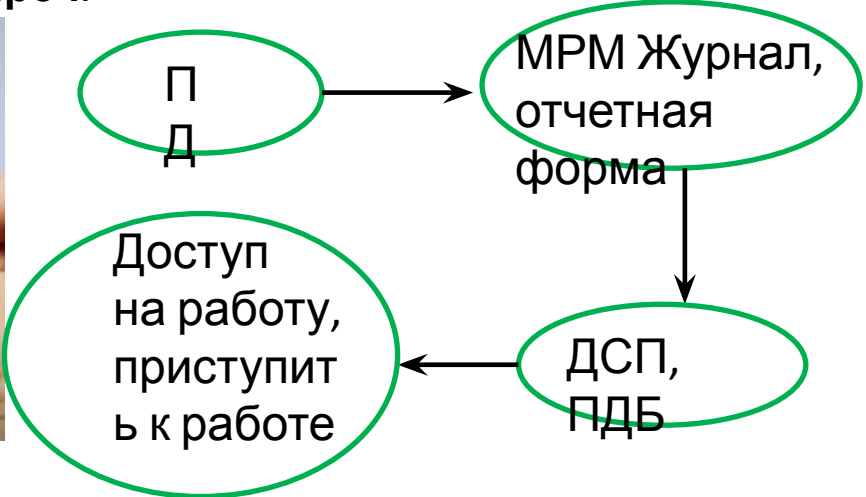 П
Д
МРМ Журнал,
отчетная
форма
ДСП,
ПДБ
Доступ
на работу,
приступит
ь к работе